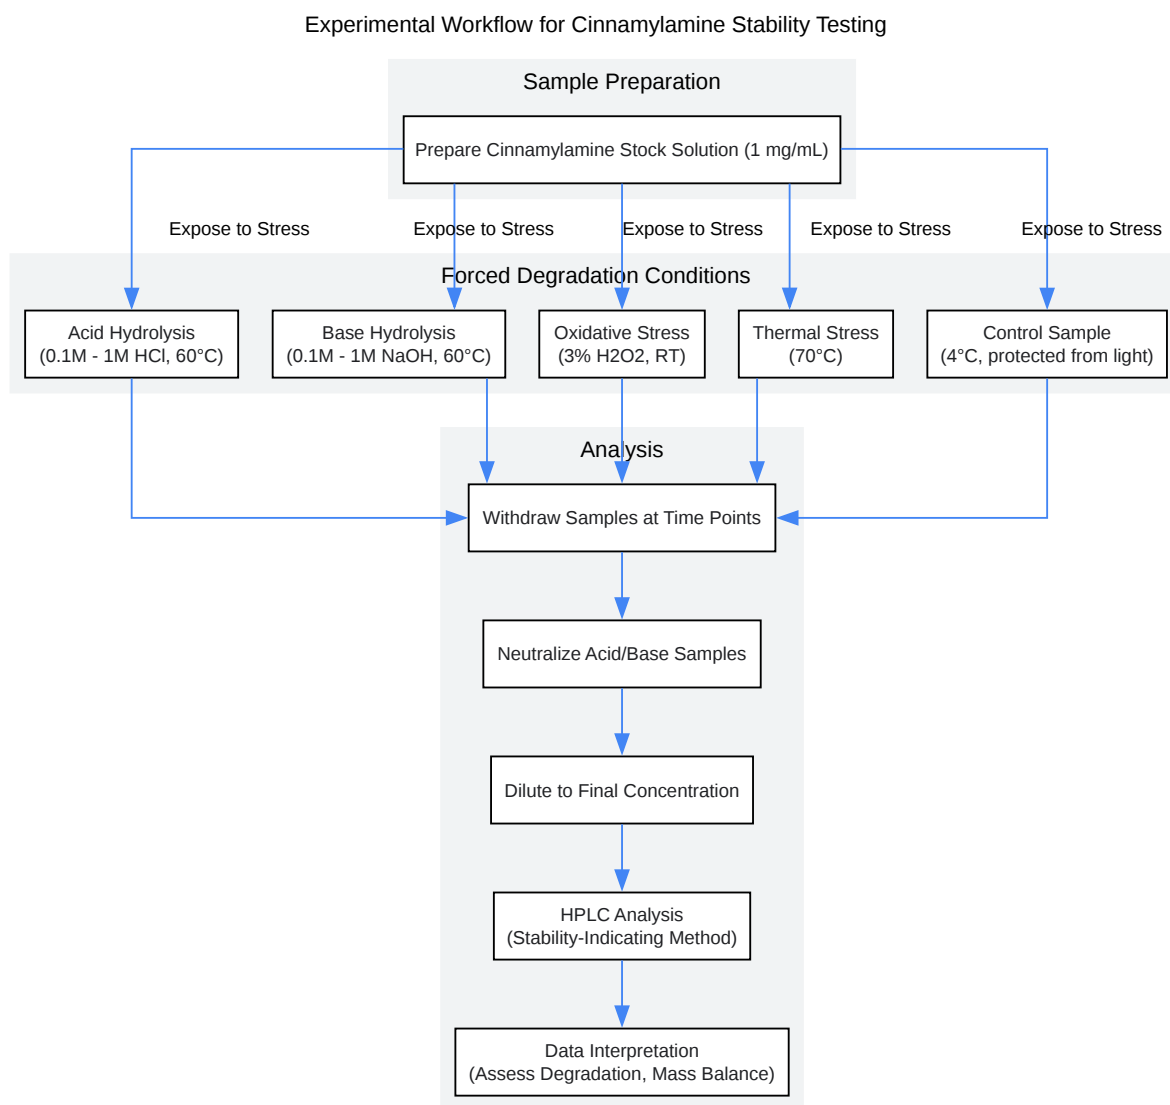 Experimental Workflow for Cinnamylamine Stability Testing
Sample Preparation
Prepare Cinnamylamine Stock Solution (1 mg/mL)
Expose to Stress
Expose to Stress
Expose to Stress
Expose to Stress
Expose to Stress
Forced Degradation Conditions
Acid Hydrolysis
(0.1M - 1M HCl, 60°C)
Base Hydrolysis
(0.1M - 1M NaOH, 60°C)
Oxidative Stress
(3% H2O2, RT)
Thermal Stress
(70°C)
Control Sample
(4°C, protected from light)
Analysis
Withdraw Samples at Time Points
Neutralize Acid/Base Samples
Dilute to Final Concentration
HPLC Analysis
(Stability-Indicating Method)
Data Interpretation
(Assess Degradation, Mass Balance)